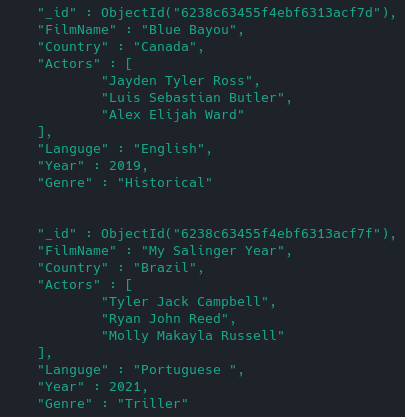 "_id" : ObjectId("6238c63455f4ebf6313acf7d"),
"FilmName" : "Blue Bayou",
"Country" : "Canada",
"Actors" : [
"Jayden Tyler Ross",
"Luis Sebastian Butler",
"Alex Elijah Ward"
],
"Languge" : "English",
"Year" : 2019,
"Genre" : "Historical"
"_id" : ObjectId("6238c63455f4ebf6313acf7f"),
"FilmName" : "My Salinger Year",
"Country" : "Brazil",
"Actors" : [
"Tyler Jack Campbell",
"Ryan John Reed",
"Molly Makayla Russell"
],
"Languge" : "Portuguese ",
"Year" : 2021,
"Genre" : "Triller"